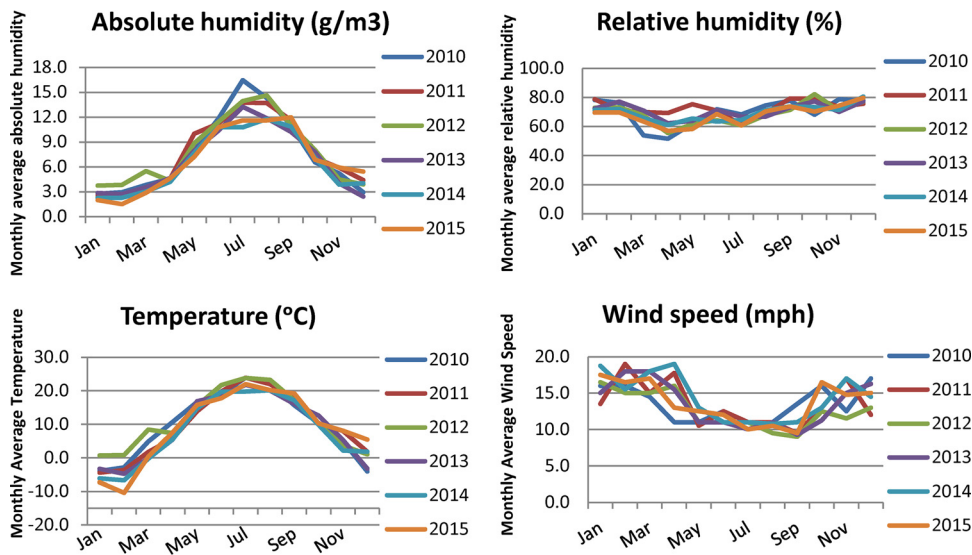 Absolute humidity (g/m3)
Monthly average absolute humidity
18.0
15.0
12.0
9.0
6.0
3.0
0.0
Jan
Mar
May
Jul
Sep
Nov
2010
2011
2012
2013
2014
2015
Relative humidity (%)
Monthly average relative humidity
100.0
80.0
60.0
40.0
20.0
0.0
Jan
Mar
May
Jul
Sep
Nov
2010
2011
2012
2013
2014
2015
Temperature (°C)
Monthly Average Temperature
30.0
20.0
10.0
0.0
-10.0
-20.0
Jan
Mar
May
Jul
Sep
Nov
2010
2011
2012
2013
2014
2015
Wind speed (mph)
Monthly Average Wind Speed
20.0
15.0
10.0
5.0
0.0
Jan
Mar
May
Jul
Sep
Nov
2010
2011
2012
2013
2014
2015